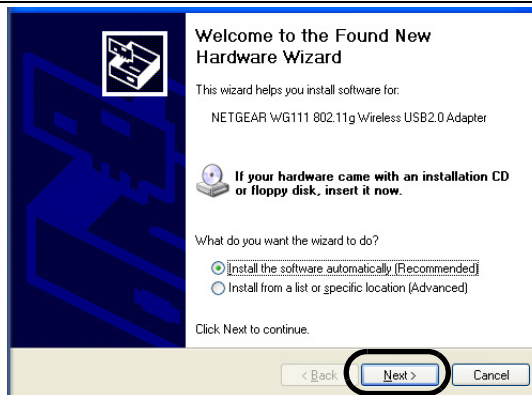 Welcome to the Found New
Hardware Wizard
This wizard helps you install software for:
NETGEAR WG111 802.11g Wireless USB2.0 Adapter
If your hardware came with an installation CD
or floppy disk, insert it now.
What do you want the wizard to do?
Install the software automatically (Recommended)
Install from a list or specific location (Advanced)
Click Next to continue.
< Back Next > Cancel